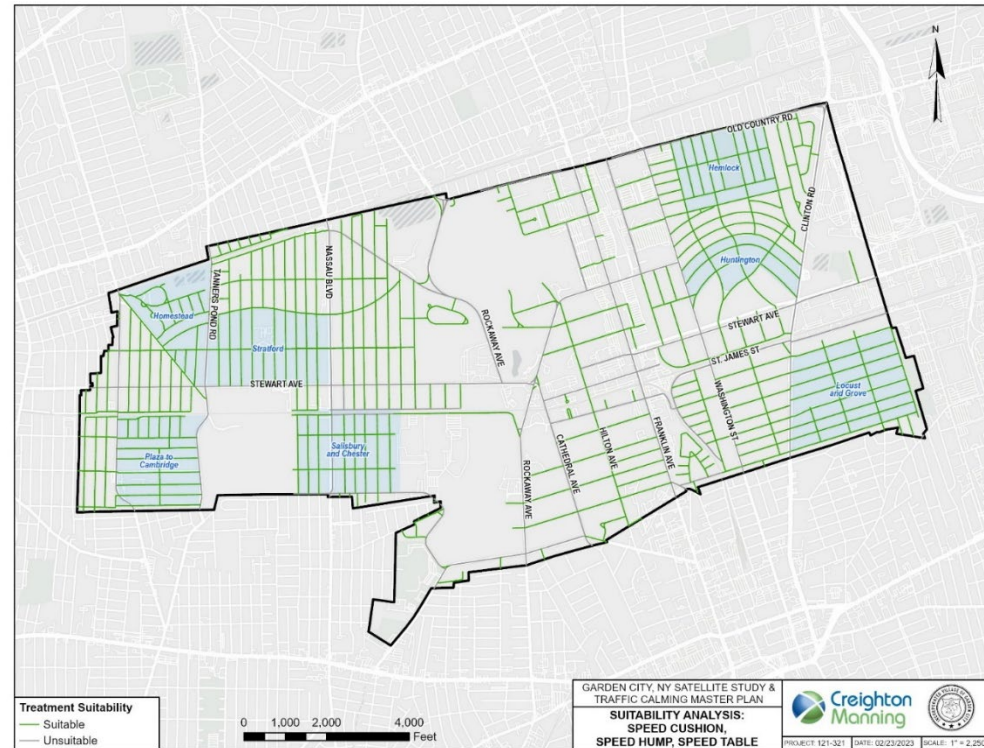 N
OLD COUNTRY RD
Hemlock
CLINTON RD
NASSAU BLVD
TANNERS POND RD
Huntington
Homestead
ROCKAWAY AVE
Stratford
STEWART AVE
STEWART AVE
ST. JAMES ST
Locust
and Grove
WASHINGTON ST.
Salisbury
and Chester
Plaza to
Cambridge
FRANKLIN AVE
HILTON AVE
CATHEDRAL AVE
ROCKAWAY AVE
Treatment Suitability
Suitable
Unsuitable
0 1,000 2,000 4,000
Feet
GARDEN CITY, NY SATELLITE STUDY &
TRAFFIC CALMING MASTER PLAN
SUITABILITY ANALYSIS:
SPEED CUSHION,
SPEED HUMP, SPEED TABLE
Creighton
Manning
PROJECT: 121-321 DATE: 02/23/2023 SCALE: 1" = 2,250